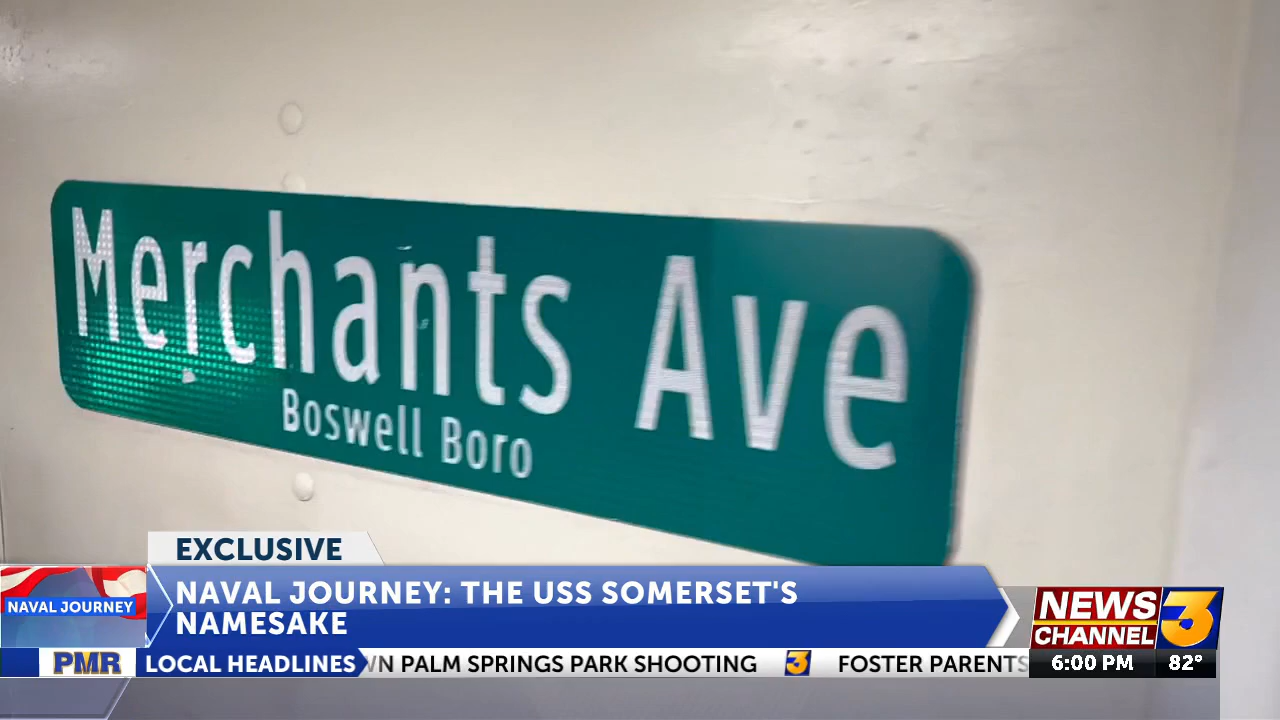 Merchants Ave
Boswell Boro
EXCLUSIVE
NAVAL JOURNEY: THE USS SOMERSET'S
NAMESAKE
NAVAL JOURNEY
NEWS
CHANNEL 3
PMR
LOCAL HEADLINES
WN PALM SPRINGS PARK SHOOTING 3 FOSTER PARENTS
6:00 PM 82°